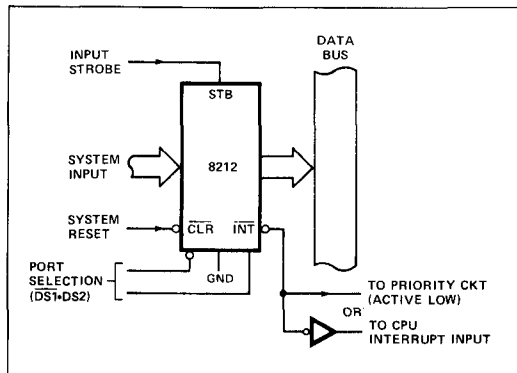 DATA
BUS
INPUT
STROBE
STB
SYSTEM
INPUT
8212
SYSTEM
RESET
CLR
INT
PORT
SELECTION
(DS1•DS2)
GND
TO PRIORITY CKT
(ACTIVE LOW)
OR
TO CPU
INTERRUPT INPUT